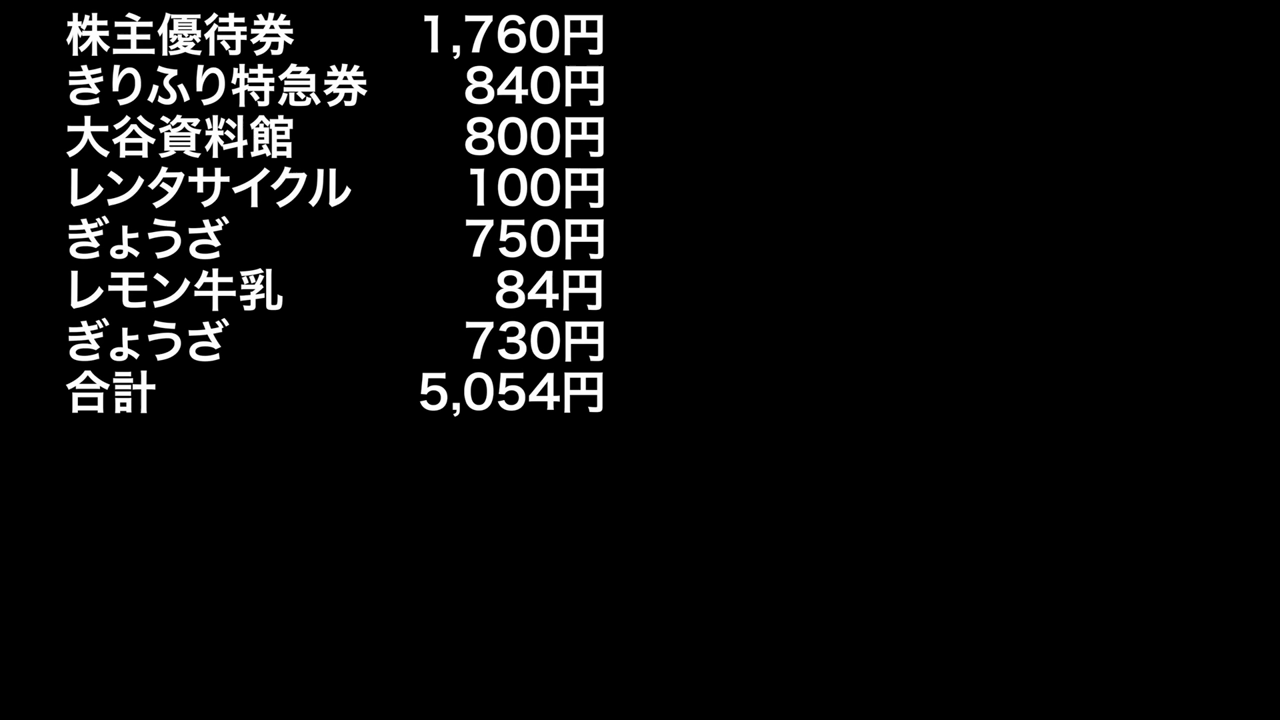 株主優待券 1,760円
きりふり特急券 840円
大谷資料館 800円
レンタサイクル 100円
ぎょうざ 750円
レモン牛乳 84円
ぎょうざ 730円
合計 5,054円